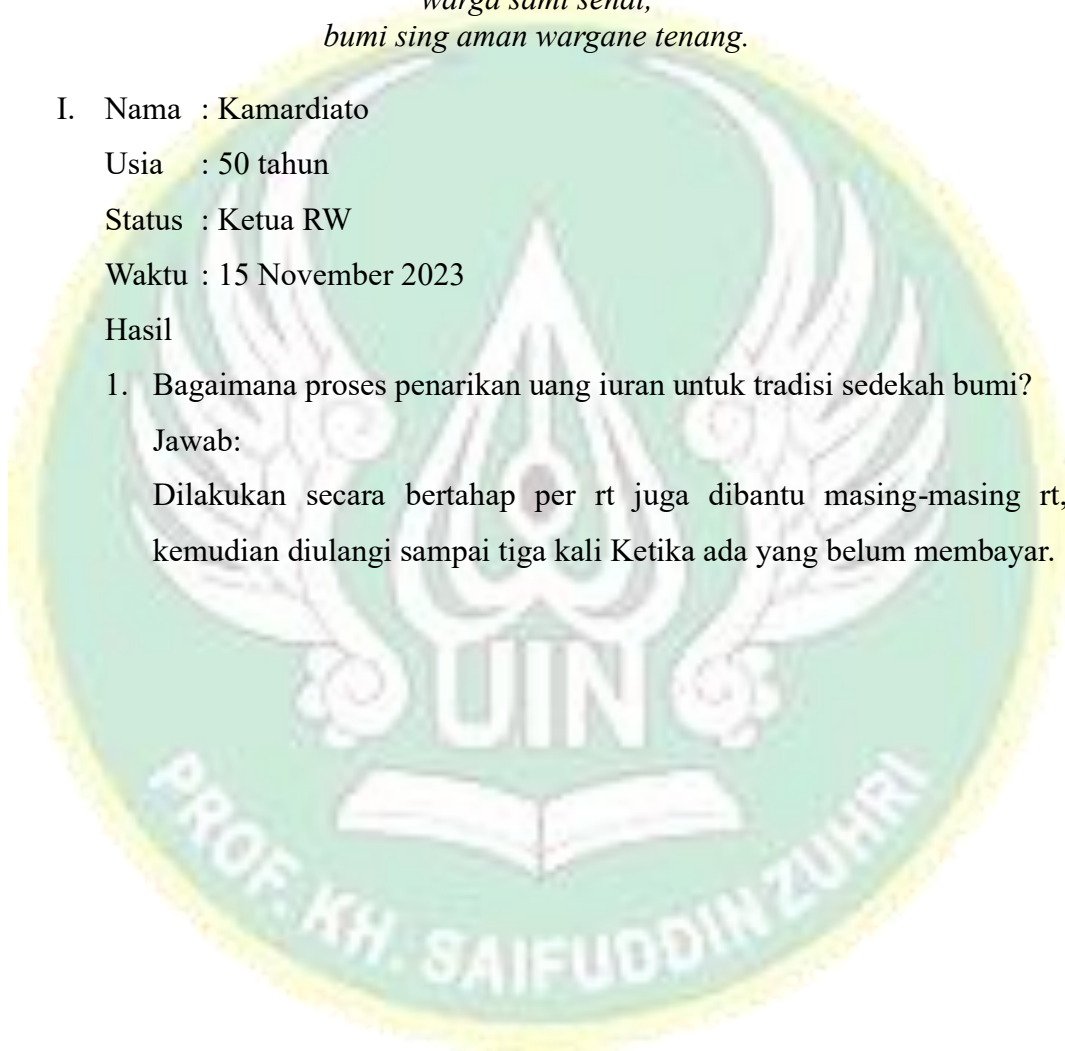 warga sami sehat,
bumi sing aman wargane tenang.
I. Nama : Kamardiato
Usia : 50 tahun
Status : Ketua RW
Waktu : 15 November 2023
Hasil
1. Bagaimana proses penarikan uang iuran untuk tradisi sedekah bumi?
Jawab:
Dilakukan secara bertahap per rt juga dibantu masing-masing rt,
kemudian diulangi sampai tiga kali Ketika ada yang belum membayar.
UIN
PROF. KH. SAIFUDDIN ZUHRI